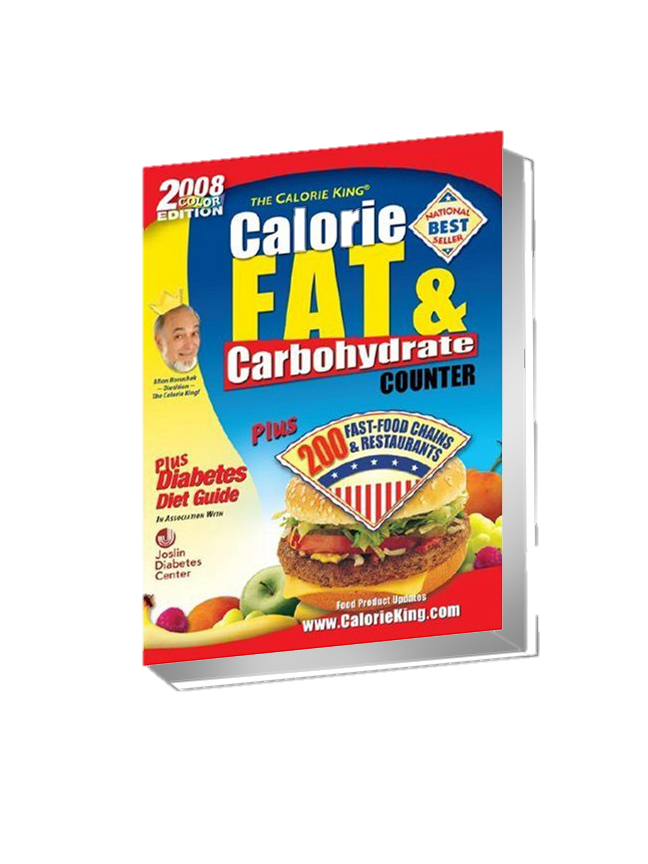 2008
COLOR
EDITION
THE CALORIE KING®
Calorie
FAT &
Carbohydrate
COUNTER
NATIONAL
BEST
SELLER
Allan Borushek
— Dietitian —
The Calorie King!
Plus
200 FAST-FOOD CHAINS
& RESTAURANTS
Plus
Diabetes
Diet Guide
IN ASSOCIATION WITH
Joslin
Diabetes
Center
Food Product Updates
www.CalorieKing.com